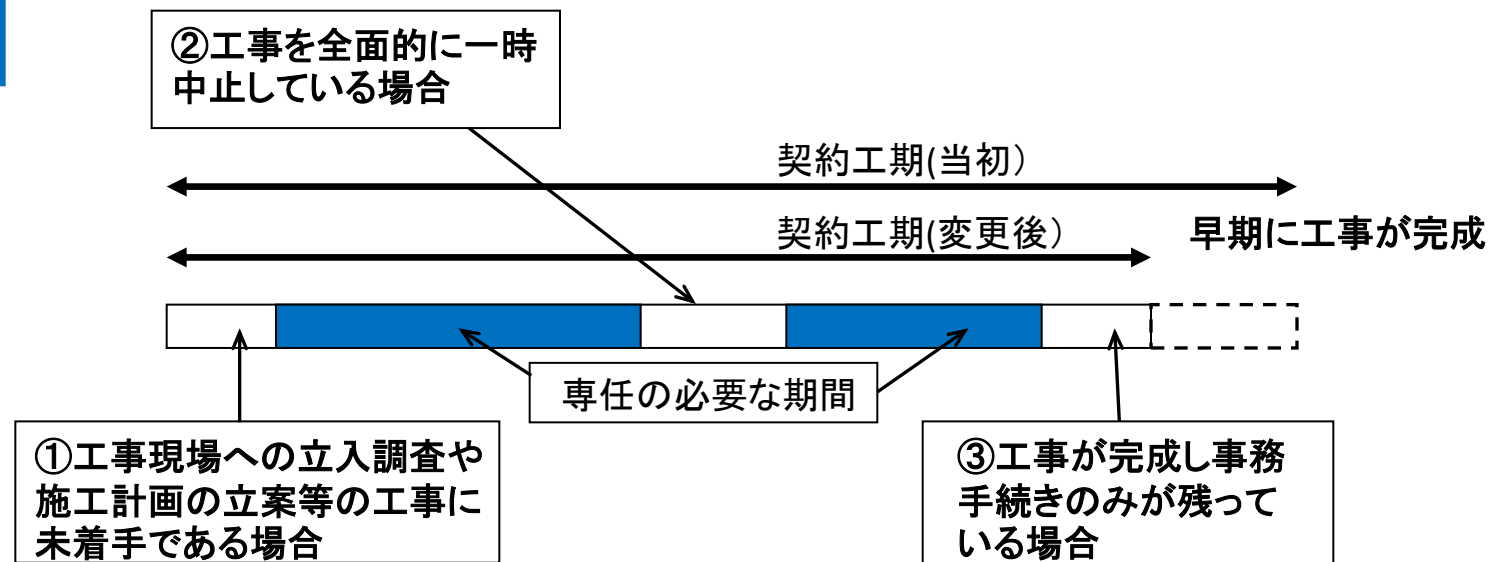 ②工事を全面的に一時
中止している場合
契約工期(当初)
契約工期(変更後)
早期に工事が完成
専任の必要な期間
①工事現場への立入調査や
施工計画の立案等の工事に
未着手である場合
③工事が完成し事務
手続きのみが残って
いる場合